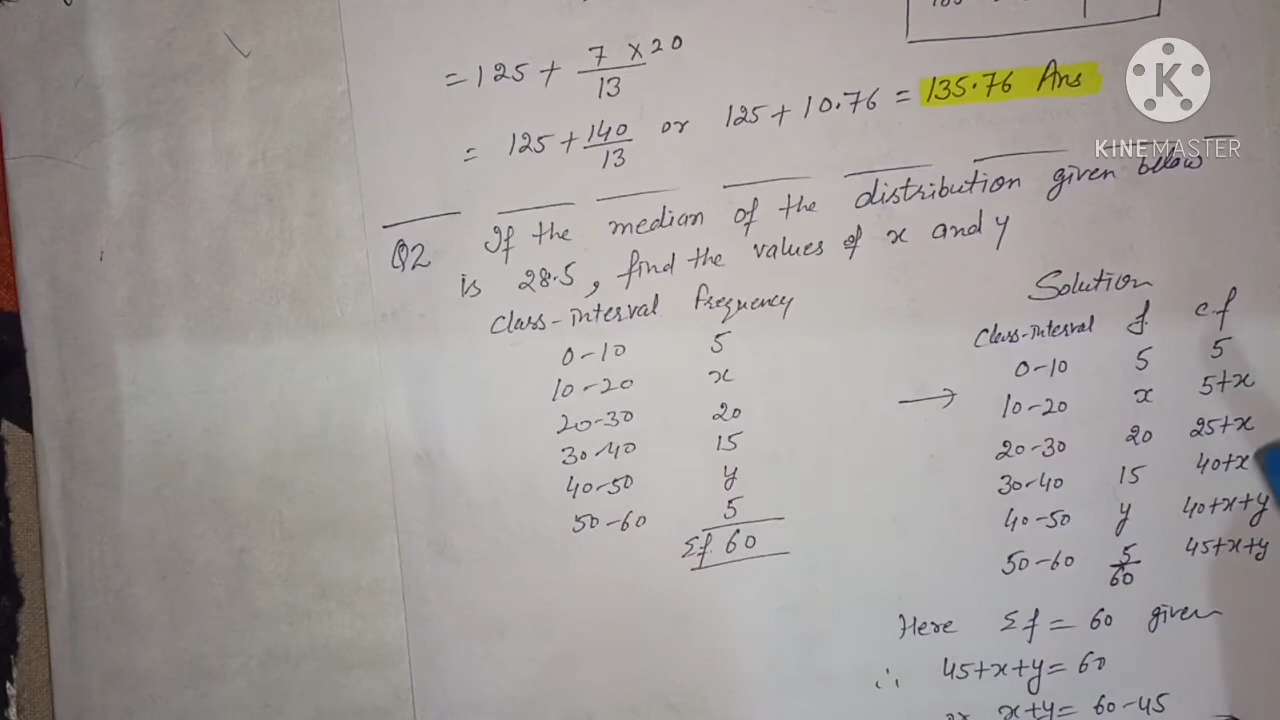 = 125 + 7 × 20 / 13
= 125 + 140/13 or 125 + 10.76 = 135.76 Ans
KINEMASTER
Q2 If the median of the distribution given below
is 28.5, find the values of x and y
Class-interval Frequency
0-10 5
10-20 x
20-30 20
30-40 15
40-50 y
50-60 5
Σf 60
Solution
Class-interval f. c.f
0-10 5 5
→ 10-20 x 5+x
20-30 20 25+x
30-40 15 40+x
40-50 y 40+x+y
50-60 5 45+x+y
60
Here Σf = 60 given
∴ 45+x+y = 60
or x+y = 60-45